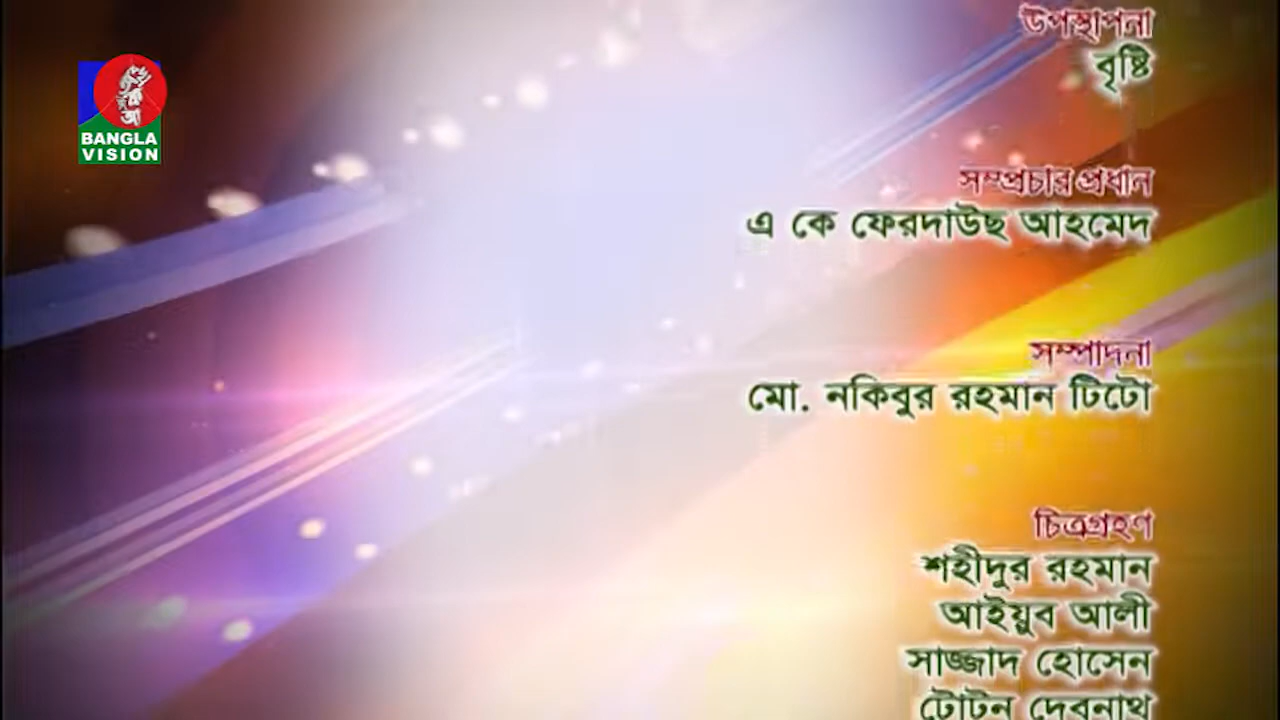 BANGLA
VISION
উপস্থাপনা
বৃষ্টি
সম্প্রচার প্রধান
এ কে ফেরদাউছ আহমেদ
সম্পাদনা
মো. নকিবুর রহমান টিটো
চিত্রগ্রহণ
শহীদুর রহমান
আইয়ুব আলী
সাজ্জাদ হোসেন
টোটন দেবনাথ